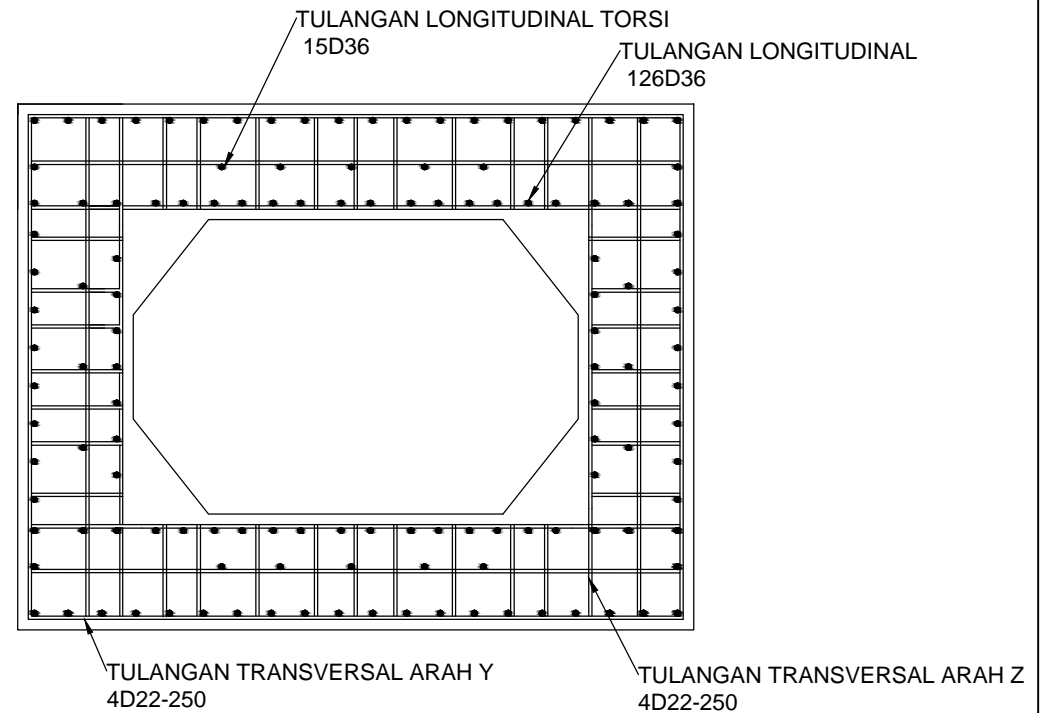 TULANGAN LONGITUDINAL TORSI
15D36
TULANGAN LONGITUDINAL
126D36
TULANGAN TRANSVERSAL ARAH Y
4D22-250
TULANGAN TRANSVERSAL ARAH Z
4D22-250